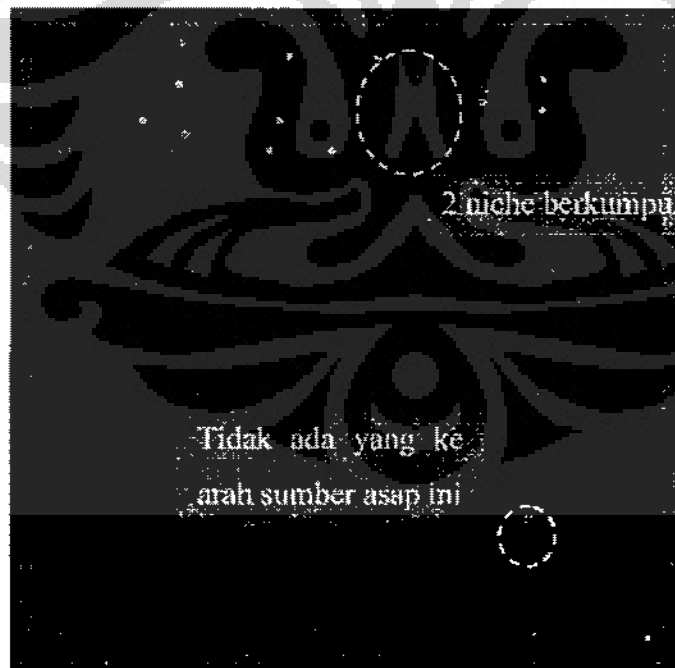 2 niche berkumpu
Tidak ada yang ke
arah sumber asap ini